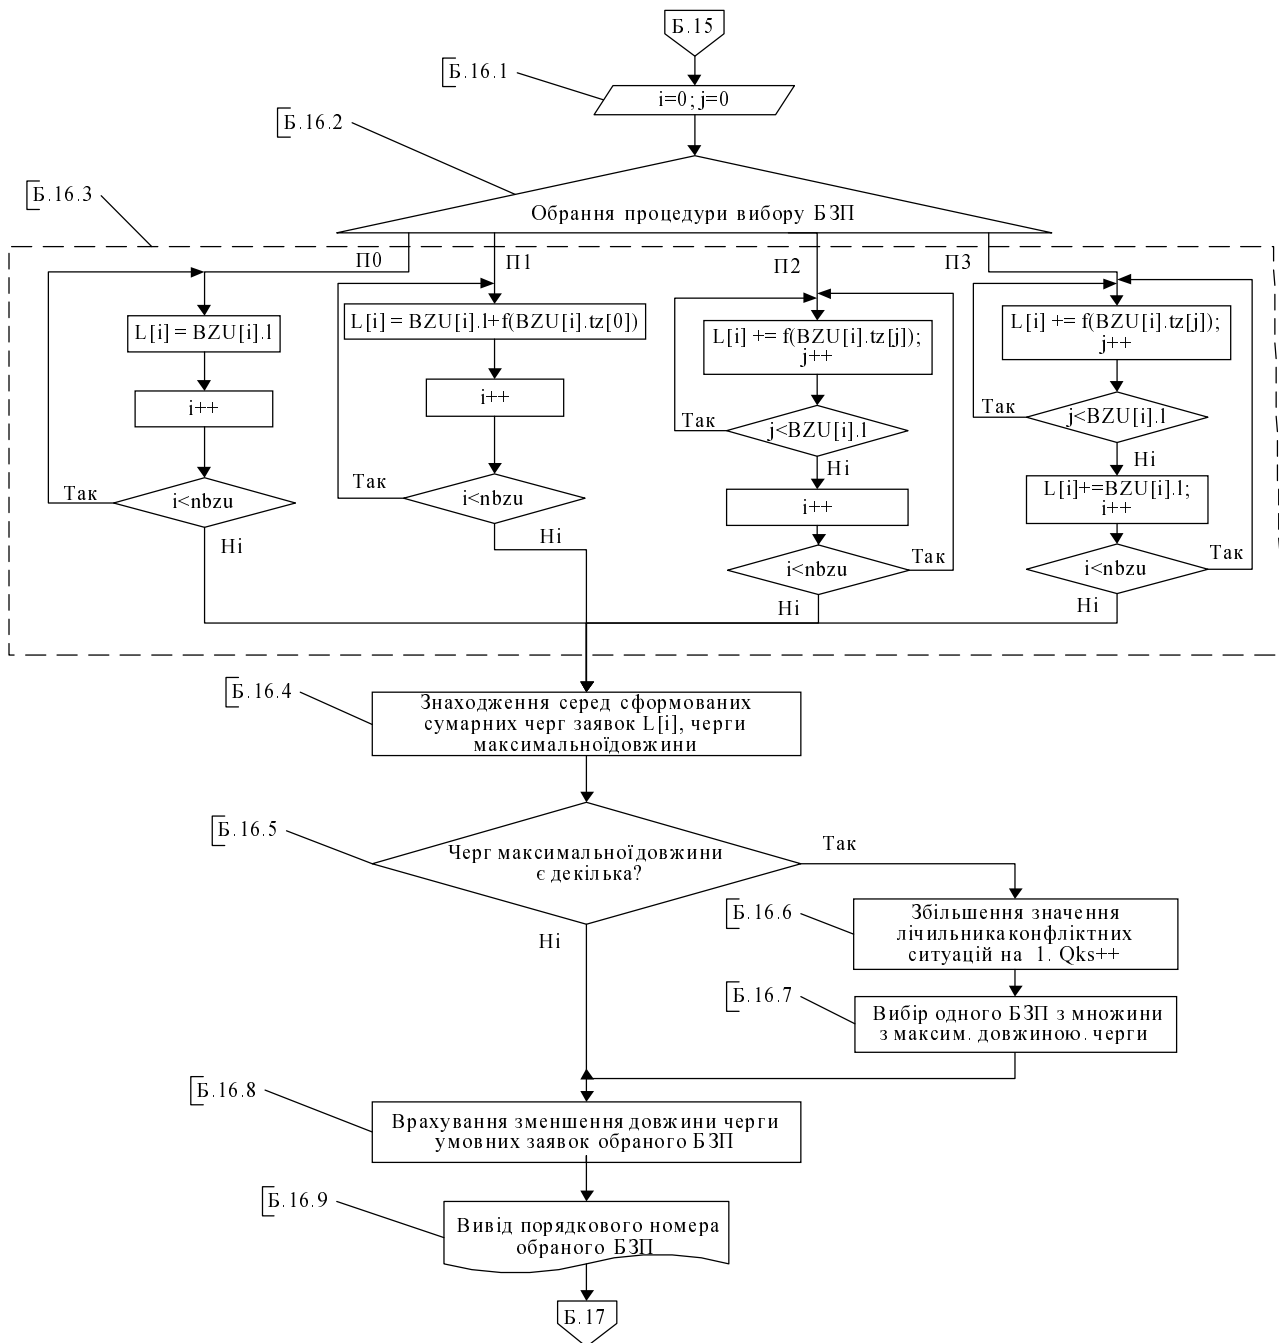 Б.15
Б.16.1
i=0; j=0
Б.16.2
Б.16.3
Обрання процедури вибору БЗП
П0
П1
П2
П3
L[i] = BZU[i].l
i++
Так
i<nbzu
Ні
L[i] = BZU[i].l+f(BZU[i].tz[0])
i++
Так
i<nbzu
Ні
L[i] += f(BZU[i].tz[j]);
j++
Так
j<BZU[i].l
Ні
i++
Так
i<nbzu
Ні
L[i] += f(BZU[i].tz[j]);
j++
Так
j<BZU[i].l
Ні
L[i]+=BZU[i].l;
i++
Так
i<nbzu
Ні
Б.16.4
Знаходження серед сформованих
сумарних черг заявок L[i], черги
максимальноїдовжини
Б.16.5
Черг максимальноїдовжини
є декілька?
Так
Ні
Б.16.6
Збільшення значення
лічильникаконфліктних
ситуацій на 1. Qks++
Б.16.7
Вибір одного БЗП з множини
з максим. довжиною. черги
Б.16.8
Врахування зменшення довжини черги
умовних заявок обраного БЗП
Б.16.9
Вивід порядкового номера
обраного БЗП
Б.17